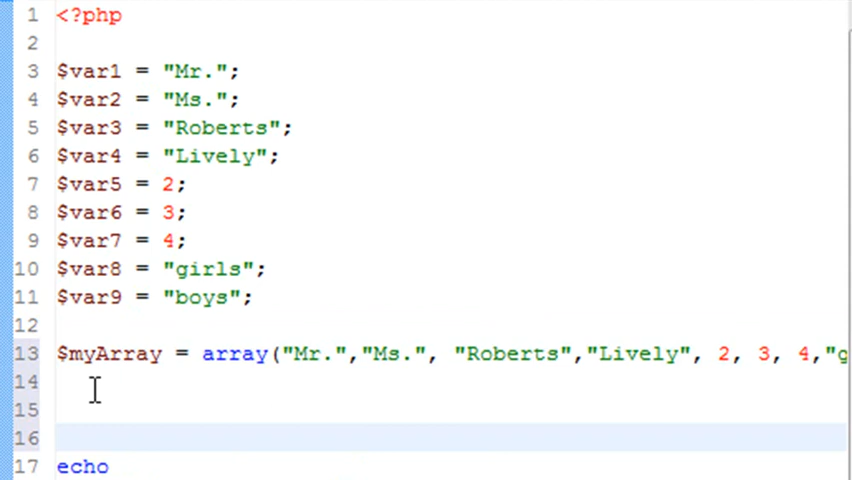 1 <?php
2
3 $var1 = "Mr.";
4 $var2 = "Ms.";
5 $var3 = "Roberts";
6 $var4 = "Lively";
7 $var5 = 2;
8 $var6 = 3;
9 $var7 = 4;
10 $var8 = "girls";
11 $var9 = "boys";
12
13 $myArray = array("Mr.","Ms.", "Roberts","Lively", 2, 3, 4,"g
14
15
16
17 echo